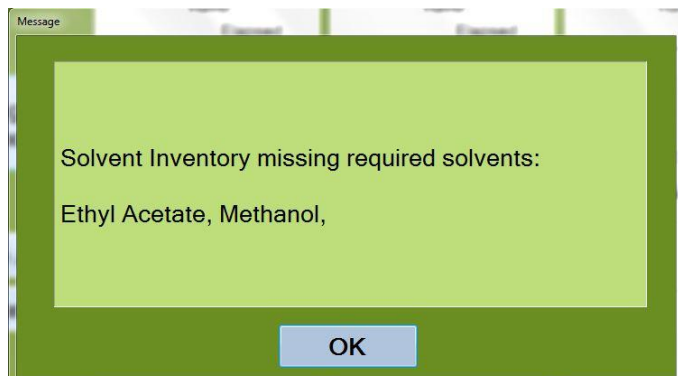 Message
Solvent Inventory missing required solvents:
Ethyl Acetate, Methanol,
OK